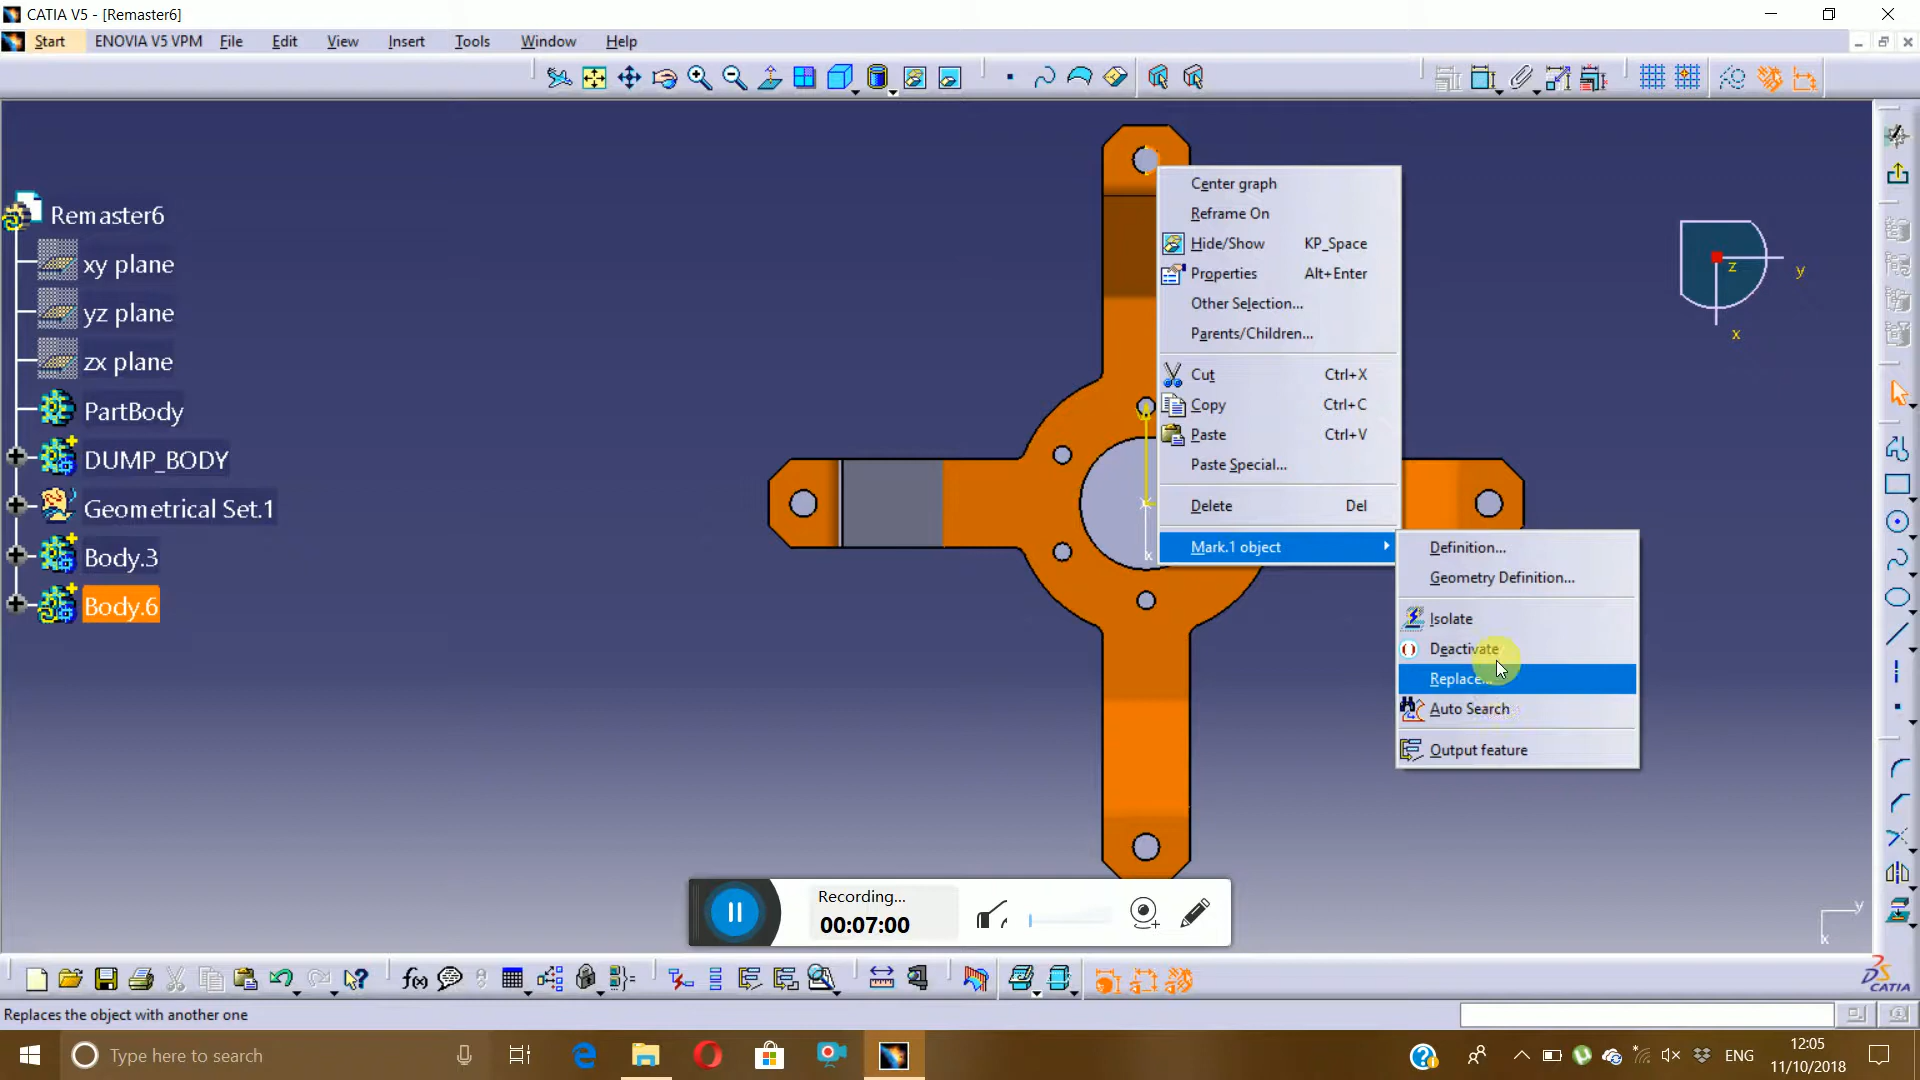 CATIA V5 - [Remaster6]
Start ENOVIA V5 VPM File Edit View Insert Tools Window Help
Remaster6
xy plane
yz plane
zx plane
PartBody
DUMP_BODY
Geometrical Set.1
Body.3
Body.6
Center graph
Reframe On
Hide/Show KP_Space
Properties Alt+Enter
Other Selection...
Parents/Children...
Cut Ctrl+X
Copy Ctrl+C
Paste Ctrl+V
Paste Special...
Delete Del
Mark.1 object
Definition...
Geometry Definition...
Isolate
Deactivate
Replace...
Auto Search
Output feature
z
y
x
x
y
x
Recording...
00:07:00
f(x)
CATIA
Replaces the object with another one
Type here to search
ENG
12:05
11/10/2018